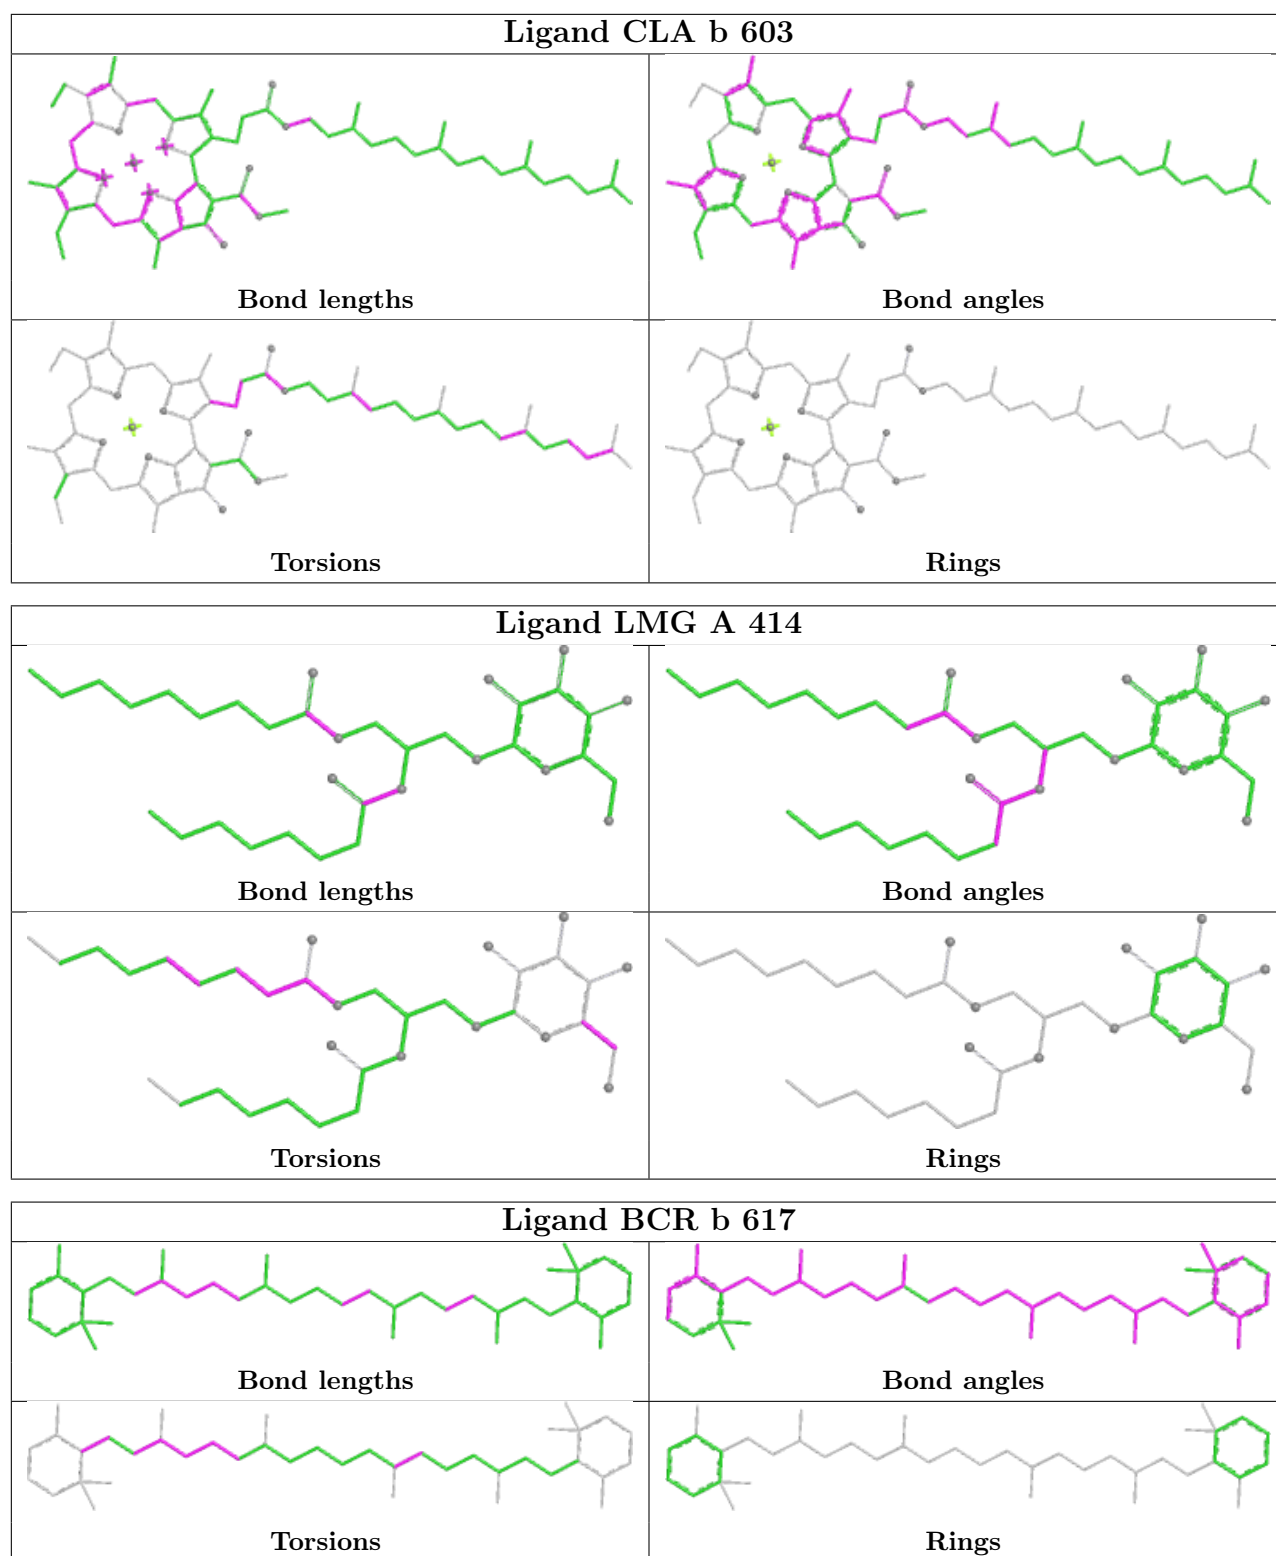 Ligand CLA b 603
Bond lengths
Bond angles
Torsions
Rings
Ligand LMG A 414
Bond lengths
Bond angles
Torsions
Rings
Ligand BCR b 617
Bond lengths
Bond angles
Torsions
Rings